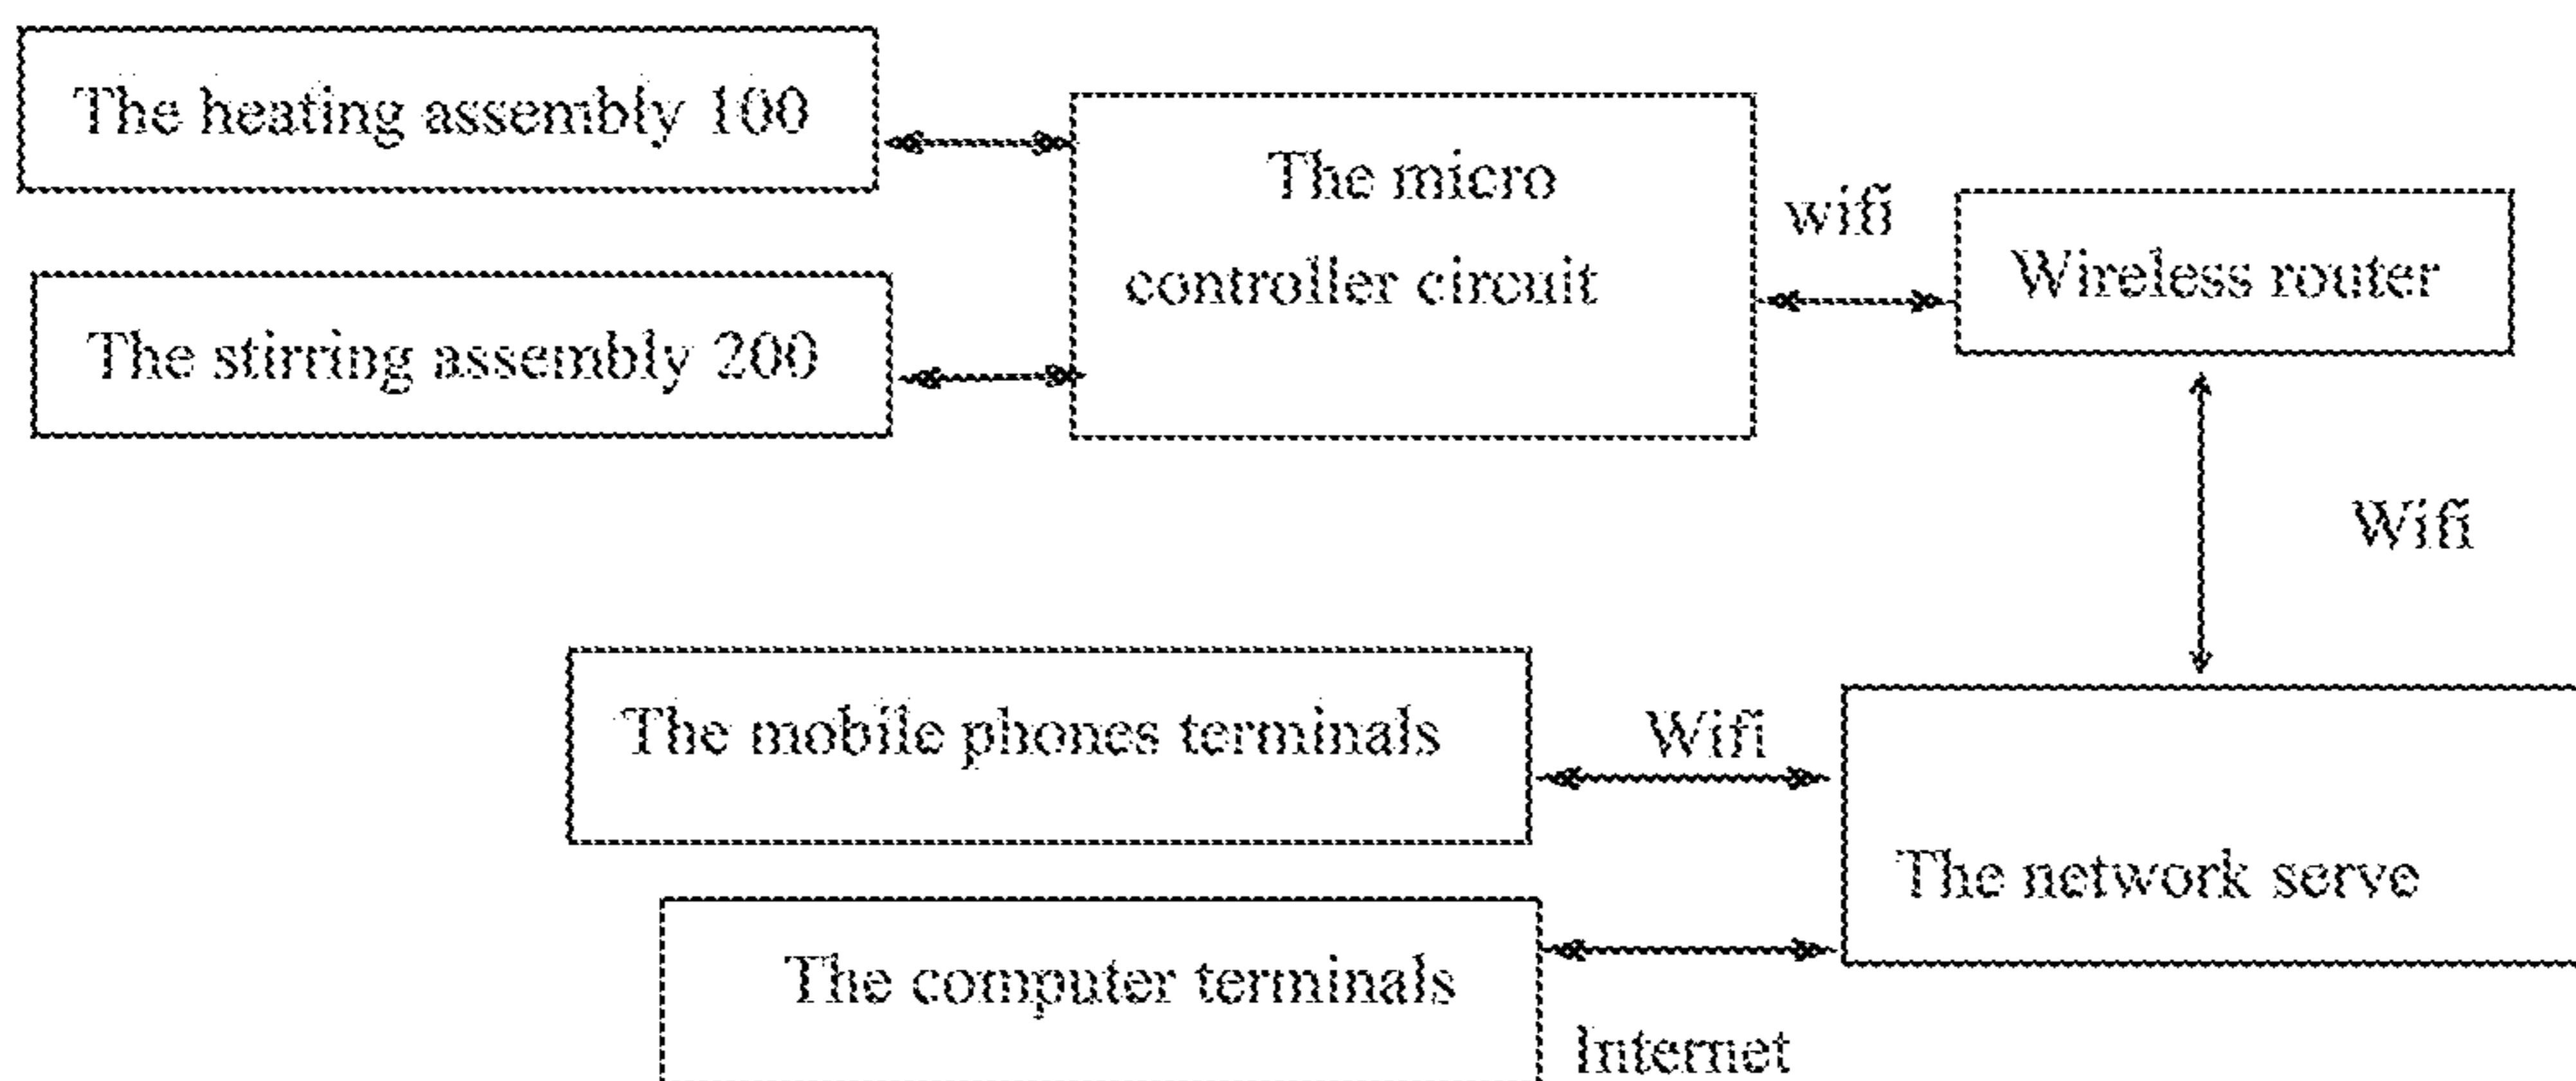 The heating assembly 100
The micro
controller circuit
wifi
Wireless router
The stirring assembly 200
Wifi
The mobile phones terminals
Wifi
The network serve
The computer terminals
Internet